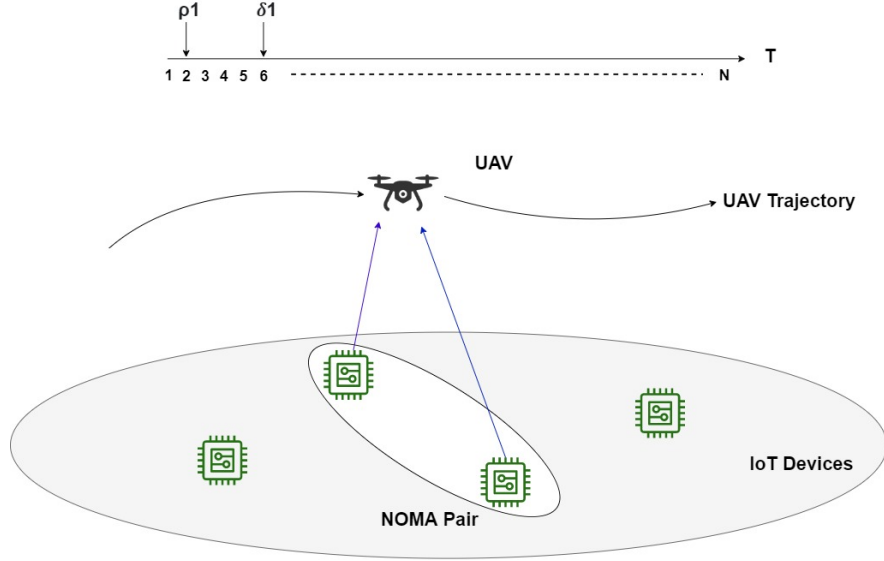 ρ1 δ1
T
1 2 3 4 5 6 N
UAV
UAV Trajectory
IoT Devices
NOMA Pair